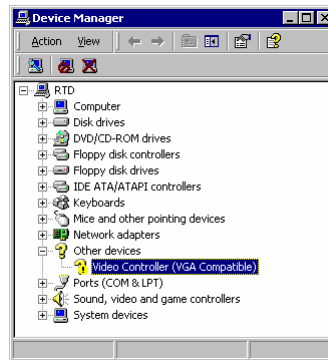 Device Manager
Action View
RTD
Computer
Disk drives
DVD/CD-ROM drives
Floppy disk controllers
Floppy disk drives
IDE ATA/ATAPI controllers
Keyboards
Mice and other pointing devices
Network adapters
Other devices
Video Controller (VGA Compatible)
Ports (COM & LPT)
Sound, video and game controllers
System devices